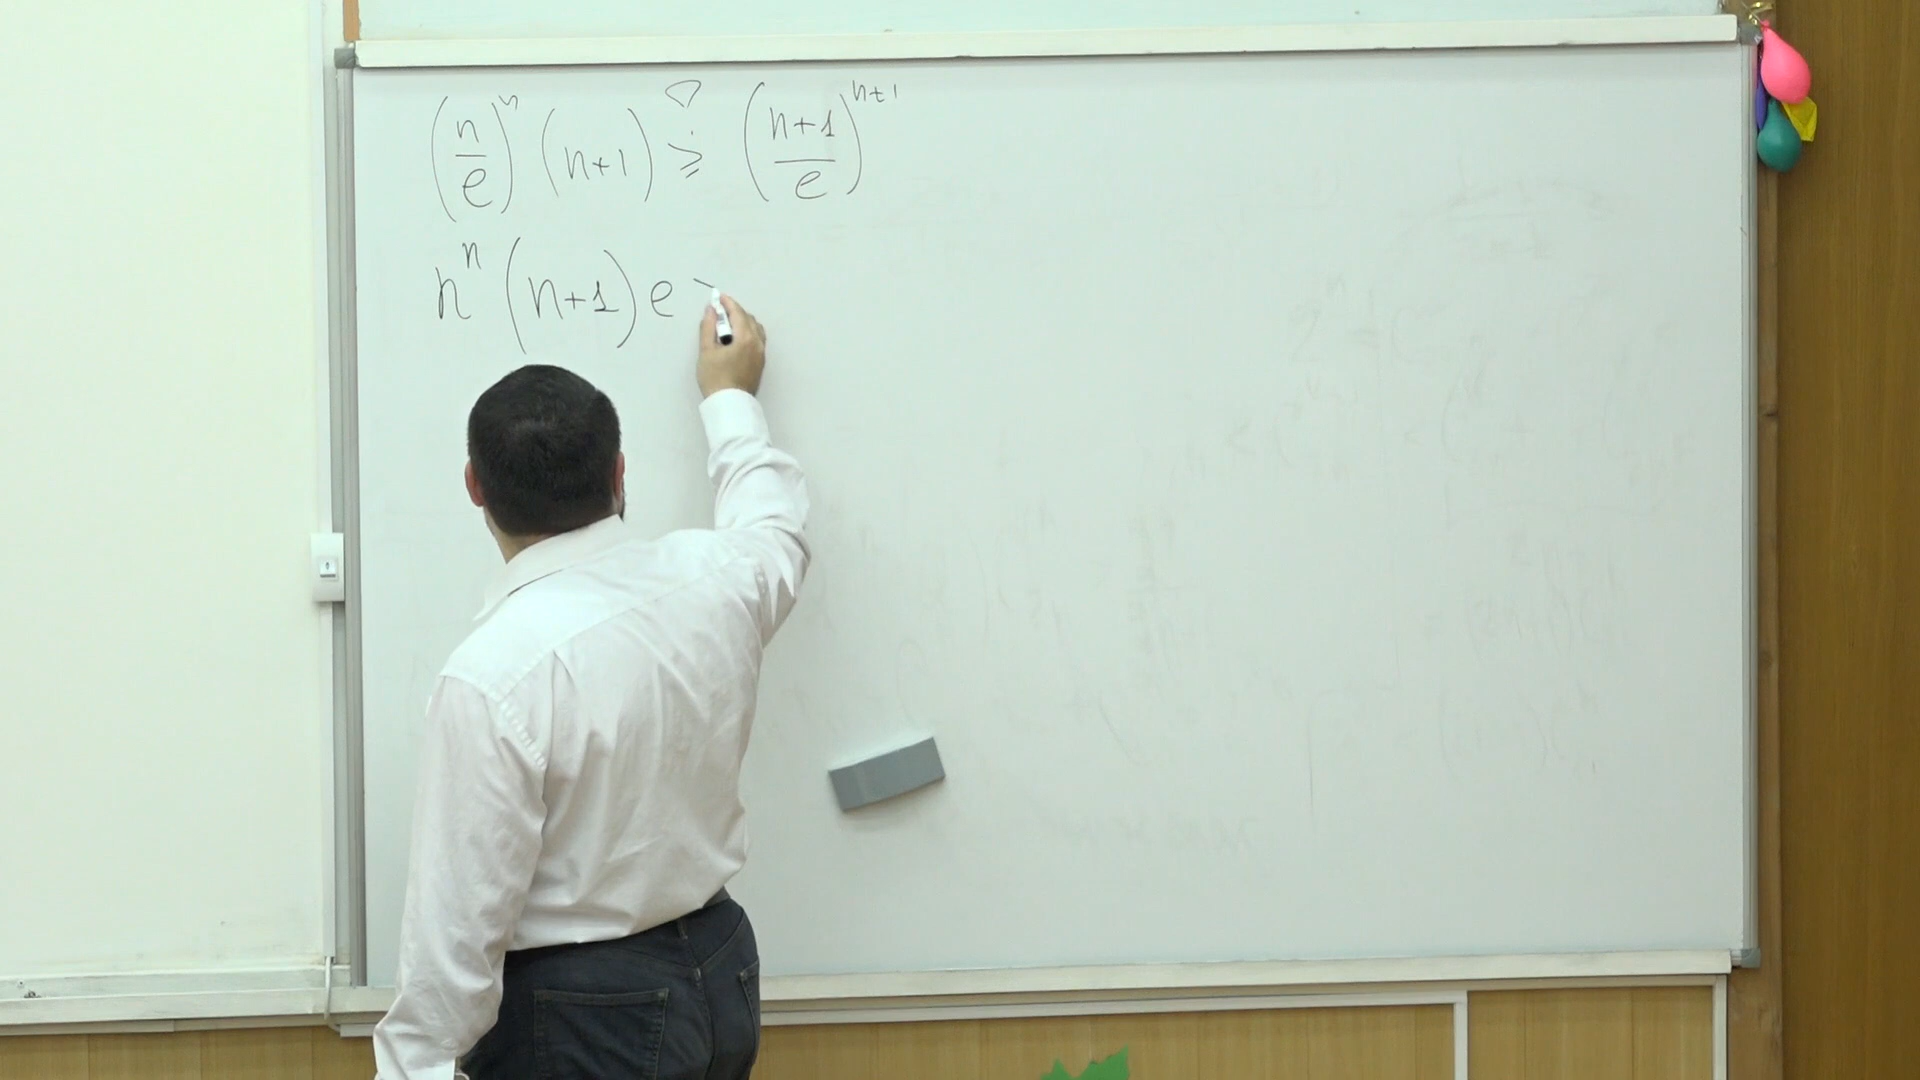 (n/e)^n (n+1) ≥ ((n+1)/e)^{n+1}
n^n (n+1) e >